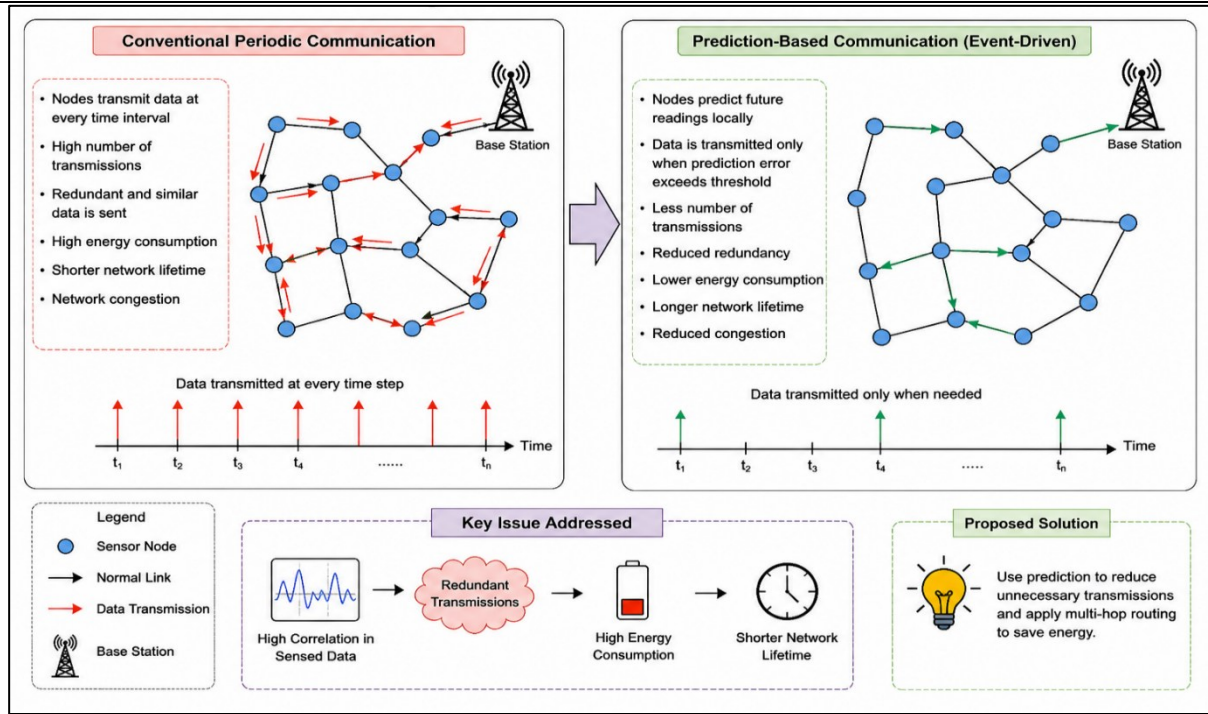 Conventional Periodic Communication
• Nodes transmit data at
every time interval
• High number of
transmissions
• Redundant and similar
data is sent
• High energy consumption
• Shorter network lifetime
• Network congestion
Base Station
Data transmitted at every time step
t₁
t₂
t₃
t₄
......
tₙ
Time
Prediction-Based Communication (Event-Driven)
• Nodes predict future
readings locally
• Data is transmitted only
when prediction error
exceeds threshold
• Less number of
transmissions
• Reduced redundancy
• Lower energy consumption
• Longer network lifetime
• Reduced congestion
Base Station
Data transmitted only when needed
t₁
t₂
t₃
t₄
.....
tₙ
Time
Legend
Sensor Node
Normal Link
Data Transmission
Base Station
Key Issue Addressed
High Correlation in
Sensed Data
Redundant
Transmissions
High Energy
Consumption
Shorter Network
Lifetime
Proposed Solution
Use prediction to reduce
unnecessary transmissions
and apply multi-hop routing
to save energy.